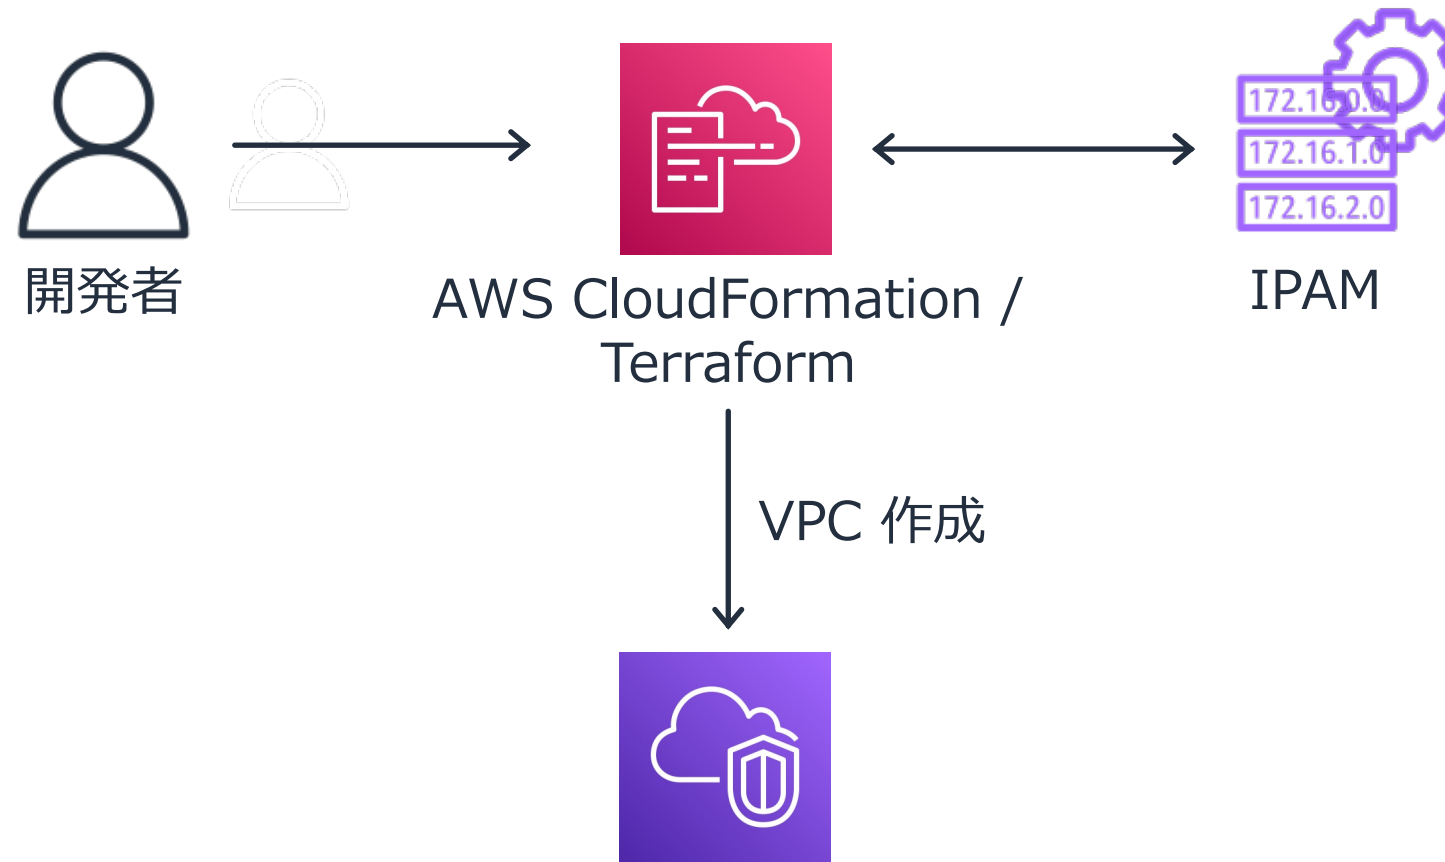 172.16.0.0
172.16.1.0
172.16.2.0
開発者
AWS CloudFormation /
Terraform
IPAM
VPC 作成